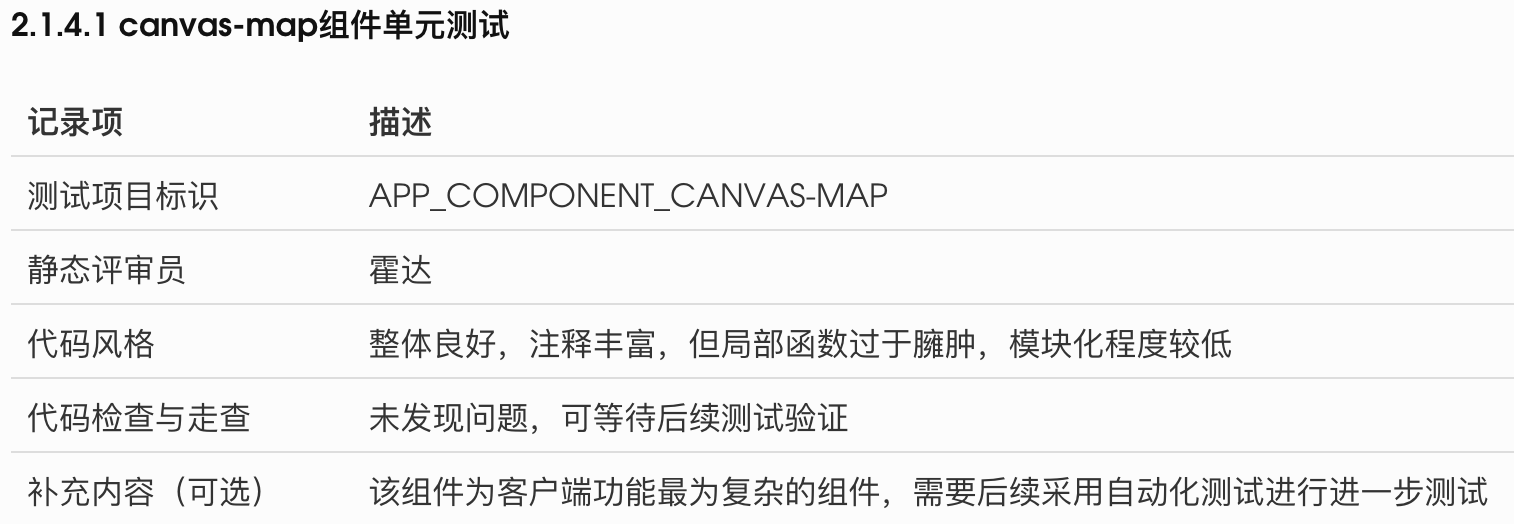 2.1.4.1 canvas-map组件单元测试
记录项 描述
测试项目标识 APP_COMPONENT_CANVAS-MAP
静态评审员 霍达
代码风格 整体良好，注释丰富，但局部函数过于臃肿，模块化程度较低
代码检查与走查 未发现问题，可等待后续测试验证
补充内容（可选） 该组件为客户端功能最为复杂的组件，需要后续采用自动化测试进行进一步测试